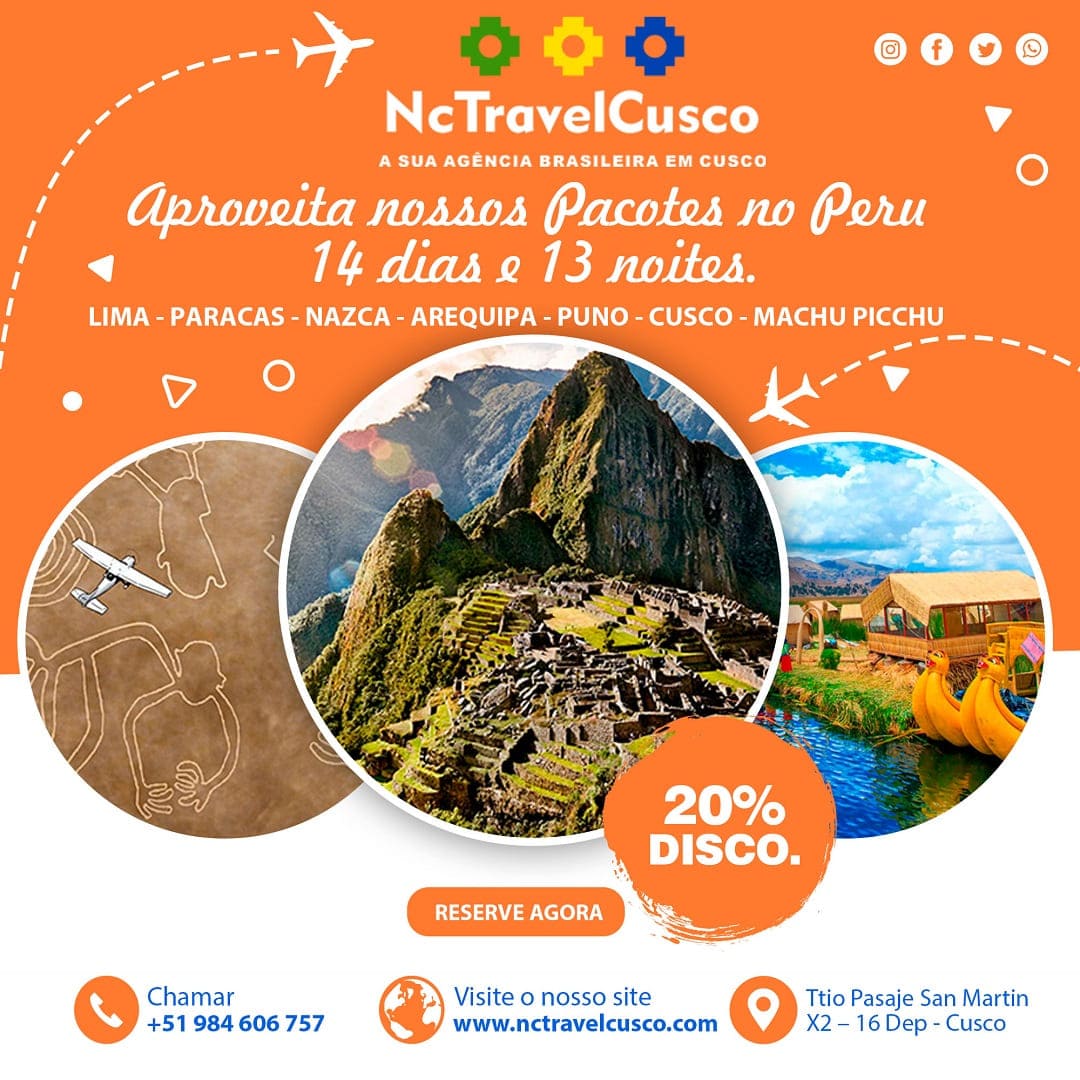 NcTravelCusco
A SUA AGÊNCIA BRASILEIRA EM CUSCO
Aproveita nossos Pacotes no Peru
14 dias e 13 noites.
LIMA - PARACAS - NAZCA - AREQUIPA - PUNO - CUSCO - MACHU PICCHU
20%
DISCO.
RESERVE AGORA
Chamar
+51 984 606 757
Visite o nosso site
www.nctravelcusco.com
Ttio Pasaje San Martin
X2 – 16 Dep - Cusco